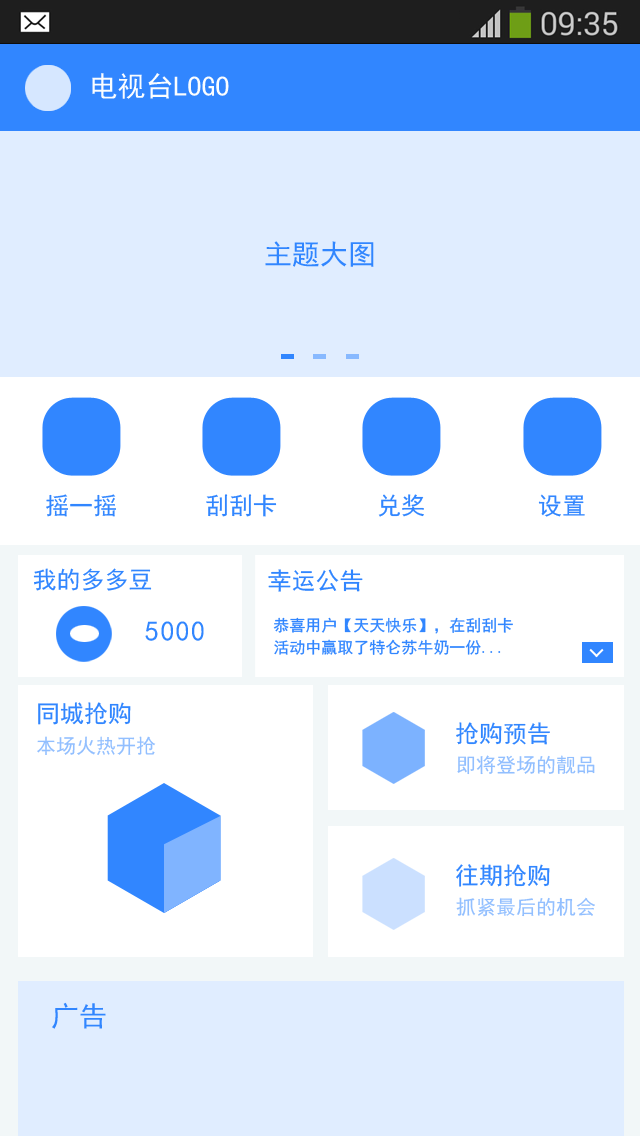 09:35
电视台LOGO
主题大图
摇一摇
刮刮卡
兑奖
设置
我的多多豆
5000
幸运公告
恭喜用户【天天快乐】，在刮刮卡
活动中赢取了特仑苏牛奶一份...
同城抢购
本场火热开抢
抢购预告
即将登场的靓品
往期抢购
抓紧最后的机会
广告